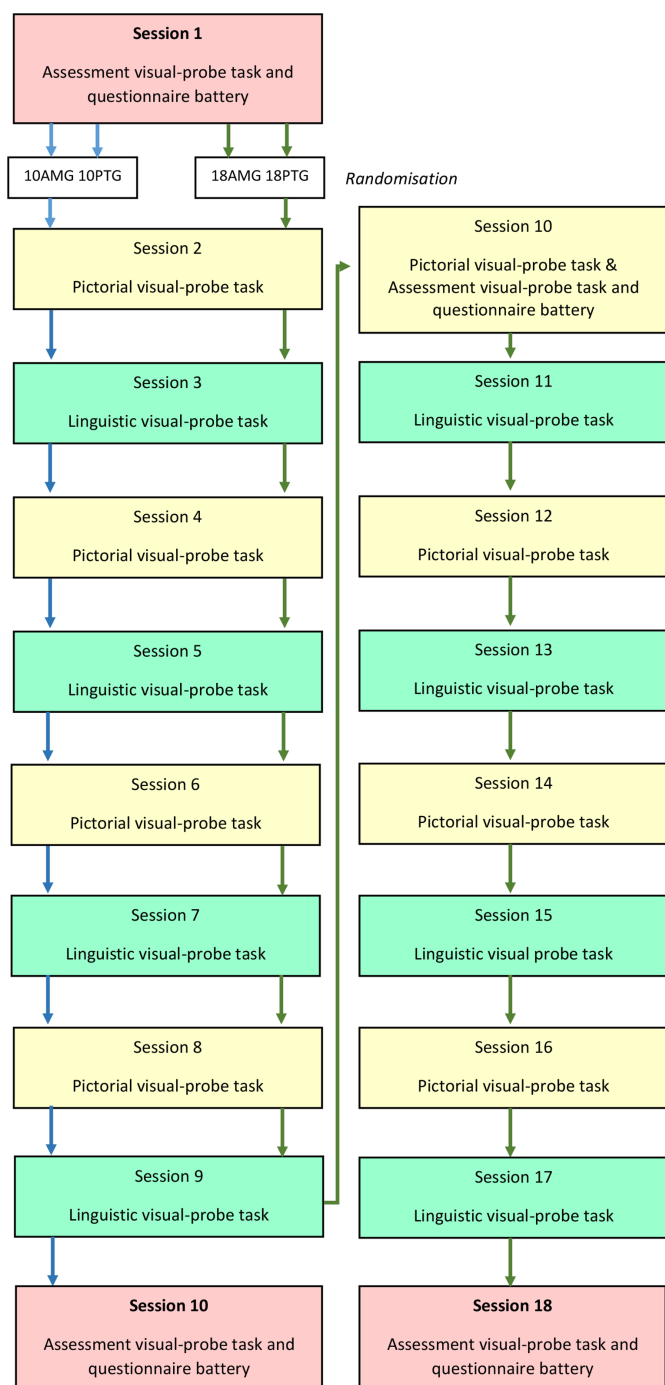 Session 1
Assessment visual-probe task and
questionnaire battery
10AMG 10PTG
18AMG 18PTG
Randomisation
Session 2
Pictorial visual-probe task
Session 3
Linguistic visual-probe task
Session 4
Pictorial visual-probe task
Session 5
Linguistic visual-probe task
Session 6
Pictorial visual-probe task
Session 7
Linguistic visual-probe task
Session 8
Pictorial visual-probe task
Session 9
Linguistic visual-probe task
Session 10
Assessment visual-probe task and
questionnaire battery
Session 10
Pictorial visual-probe task &
Assessment visual-probe task and
questionnaire battery
Session 11
Linguistic visual-probe task
Session 12
Pictorial visual-probe task
Session 13
Linguistic visual-probe task
Session 14
Pictorial visual-probe task
Session 15
Linguistic visual probe task
Session 16
Pictorial visual-probe task
Session 17
Linguistic visual-probe task
Session 18
Assessment visual-probe task and
questionnaire battery